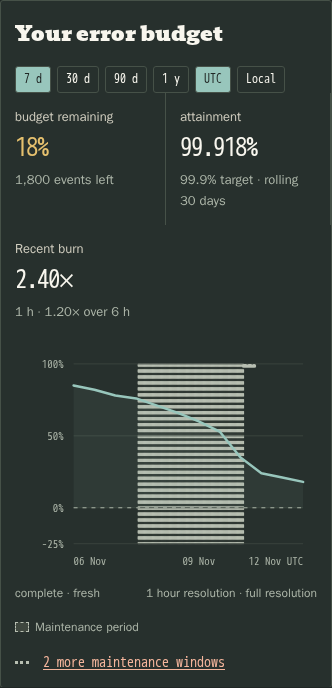 Your error budget
7 d 30 d 90 d 1 y UTC Local
budget remaining
18%
1,800 events left
attainment
99.918%
99.9% target · rolling
30 days
Recent burn
2.40×
1 h · 1.20× over 6 h
100%
50%
0%
-25%
06 Nov 09 Nov 12 Nov UTC
complete · fresh 1 hour resolution · full resolution
Maintenance period
2 more maintenance windows